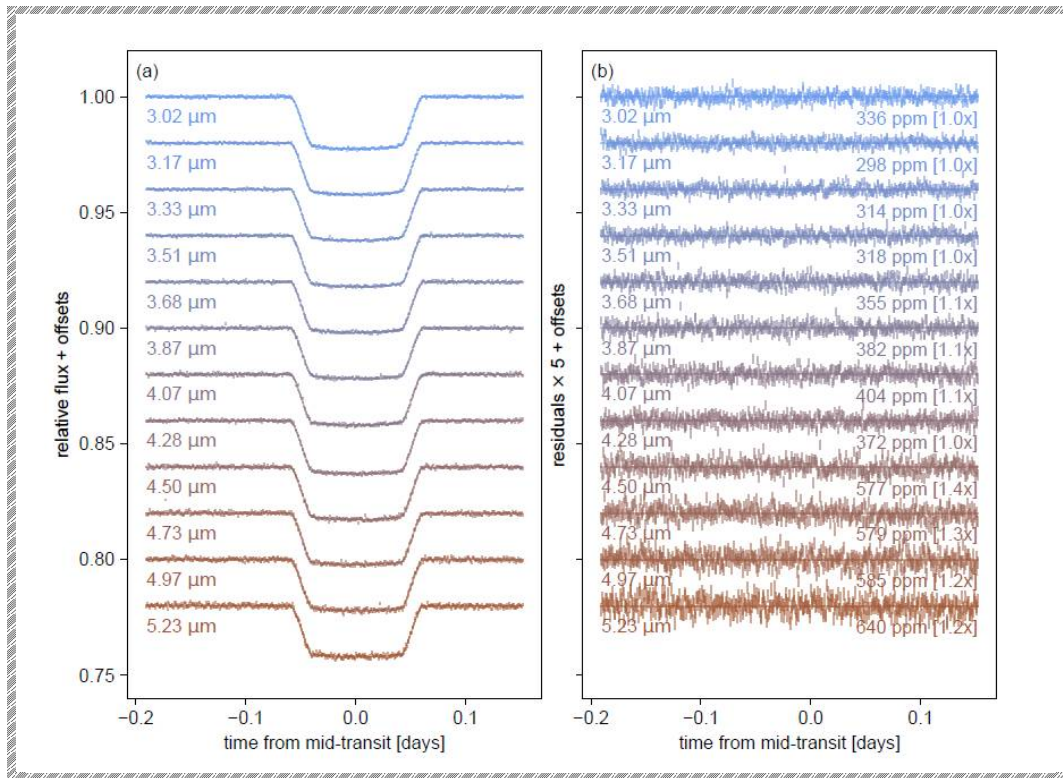 (a)
1.00
0.95
0.90
0.85
0.80
0.75
relative flux + offsets
3.02 µm
3.17 µm
3.33 µm
3.51 µm
3.68 µm
3.87 µm
4.07 µm
4.28 µm
4.50 µm
4.73 µm
4.97 µm
5.23 µm
−0.2 −0.1 0.0 0.1
time from mid-transit [days]
(b)
residuals × 5 + offsets
3.02 µm 336 ppm [1.0x]
3.17 µm 298 ppm [1.0x]
3.33 µm 314 ppm [1.0x]
3.51 µm 318 ppm [1.0x]
3.68 µm 355 ppm [1.1x]
3.87 µm 382 ppm [1.1x]
4.07 µm 404 ppm [1.1x]
4.28 µm 372 ppm [1.0x]
4.50 µm 577 ppm [1.4x]
4.73 µm 579 ppm [1.3x]
4.97 µm 585 ppm [1.2x]
5.23 µm 640 ppm [1.2x]
−0.2 −0.1 0.0 0.1
time from mid-transit [days]